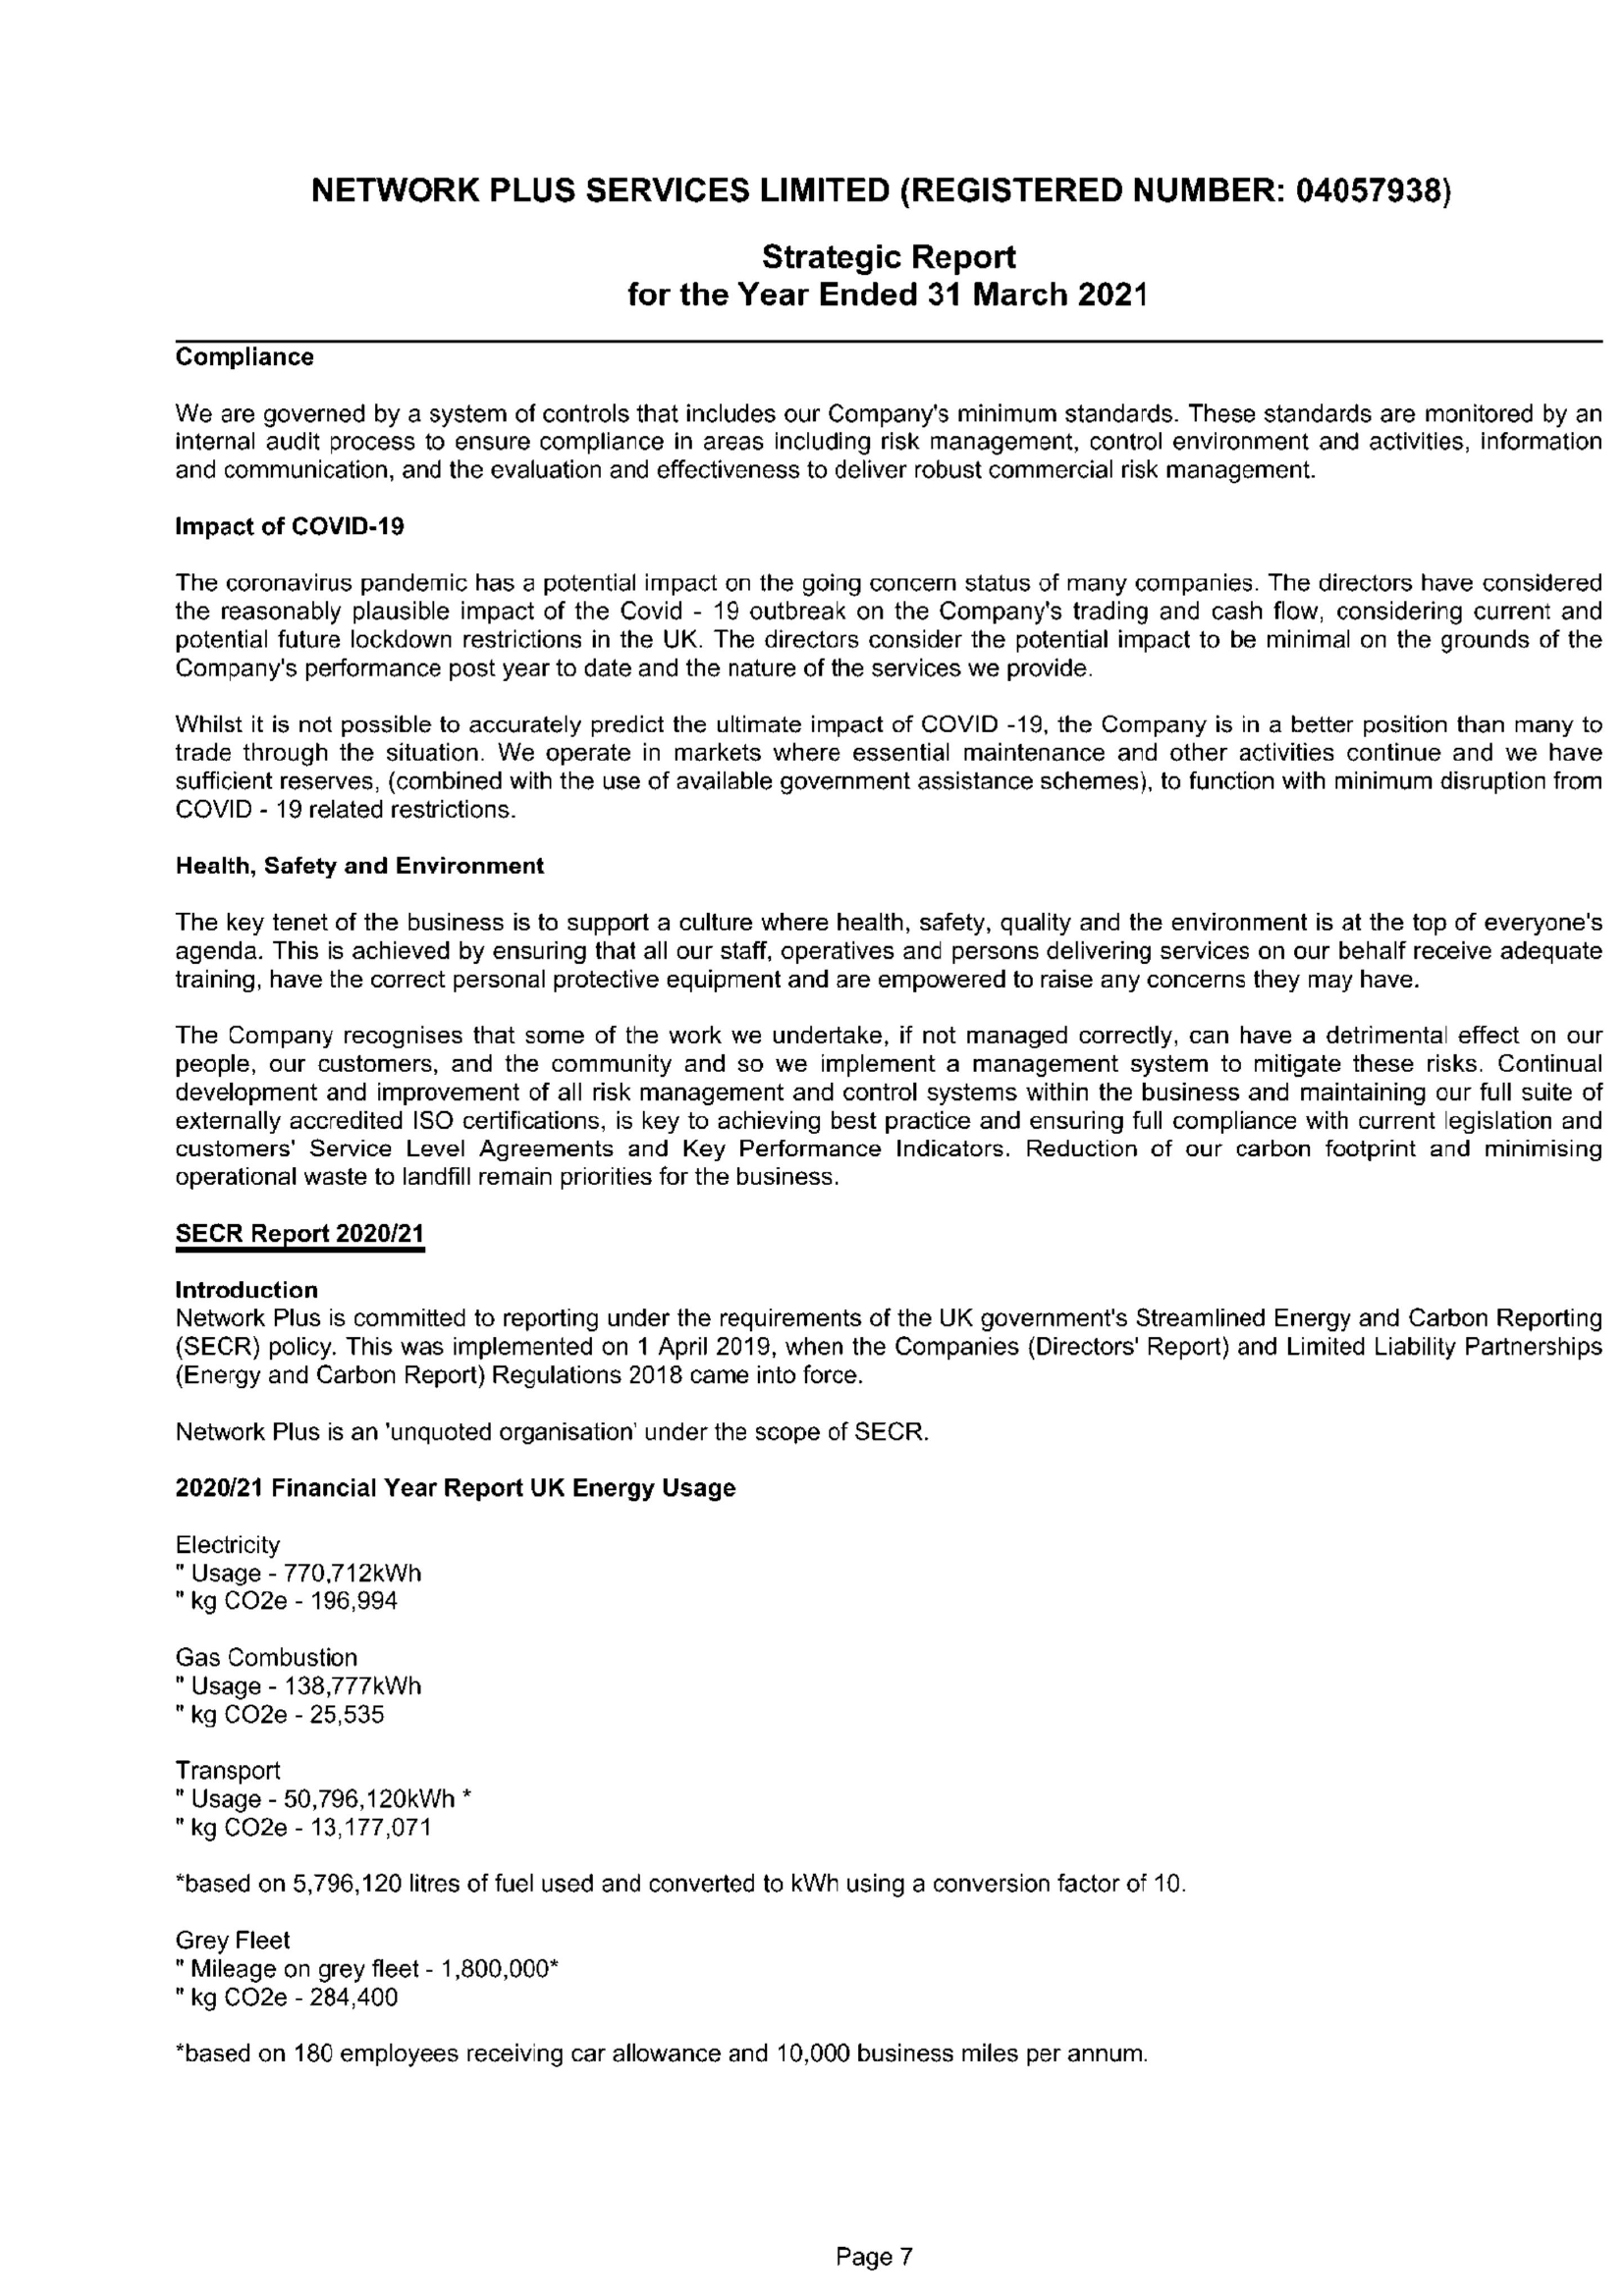 NETWORK PLUS SERVICES LIMITED (REGISTERED NUMBER: 04057938)
Strategic Report
for the Year Ended 31 March 2021
Compliance
We are governed by a system of controls that includes our Company's minimum standards. These standards are monitored by an
internal audit process to ensure compliance in areas including risk management, control environment and activities, information
and communication, and the evaluation and effectiveness to deliver robust commercial risk management.
Impact of COVID-19
The coronavirus pandemic has a potential impact on the going concern status of many companies. The directors have considered
the reasonably plausible impact of the Covid - 19 outbreak on the Company's trading and cash flow, considering current and
potential future lockdown restrictions in the UK. The directors consider the potential impact to be minimal on the grounds of the
Company's performance post year to date and the nature of the services we provide.
Whilst it is not possible to accurately predict the ultimate impact of COVID -19, the Company is in a better position than many to
trade through the situation. We operate in markets where essential maintenance and other activities continue and we have
sufficient reserves, (combined with the use of available government assistance schemes), to function with minimum disruption from
COVID - 19 related restrictions.
Health, Safety and Environment
The key tenet of the business is to support a culture where health, safety, quality and the environment is at the top of everyone's
agenda. This is achieved by ensuring that all our staff, operatives and persons delivering services on our behalf receive adequate
training, have the correct personal protective equipment and are empowered to raise any concerns they may have.
The Company recognises that some of the work we undertake, if not managed correctly, can have a detrimental effect on our
people, our customers, and the community and so we implement a management system to mitigate these risks. Continual
development and improvement of all risk management and control systems within the business and maintaining our full suite of
externally accredited ISO certifications, is key to achieving best practice and ensuring full compliance with current legislation and
customers' Service Level Agreements and Key Performance Indicators. Reduction of our carbon footprint and minimising
operational waste to landfill remain priorities for the business.
SECR Report 2020/21
Introduction
Network Plus is committed to reporting under the requirements of the UK government's Streamlined Energy and Carbon Reporting
(SECR) policy. This was implemented on 1 April 2019, when the Companies (Directors' Report) and Limited Liability Partnerships
(Energy and Carbon Report) Regulations 2018 came into force.
Network Plus is an 'unquoted organisation' under the scope of SECR.
2020/21 Financial Year Report UK Energy Usage
Electricity
" Usage - 770,712kWh
" kg CO2e - 196,994
Gas Combustion
" Usage - 138,777kWh
" kg CO2e - 25,535
Transport
" Usage - 50,796,120kWh *
" kg CO2e - 13,177,071
*based on 5,796,120 litres of fuel used and converted to kWh using a conversion factor of 10.
Grey Fleet
" Mileage on grey fleet - 1,800,000*
" kg CO2e - 284,400
*based on 180 employees receiving car allowance and 10,000 business miles per annum.
Page 7